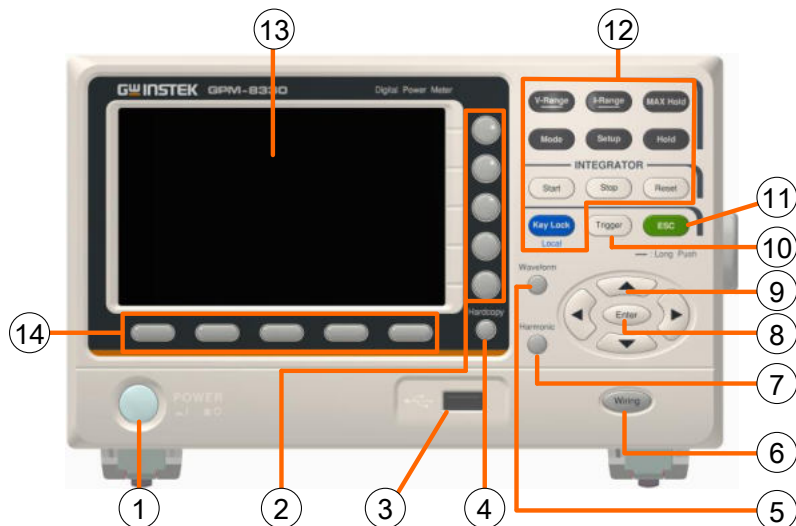 13
12
GWINSTEK GPM-8330 Digital Power Meter
V-Range I-Range MAX Hold
Mode Setup Hold
INTEGRATOR
Start Stop Reset
Key Lock Trigger ESC
Local
— : Long Push
11
10
Waveform
9
Enter
8
Hardcopy
Harmonic
14
7
POWER
Wiring
6
1
2
3
4
5